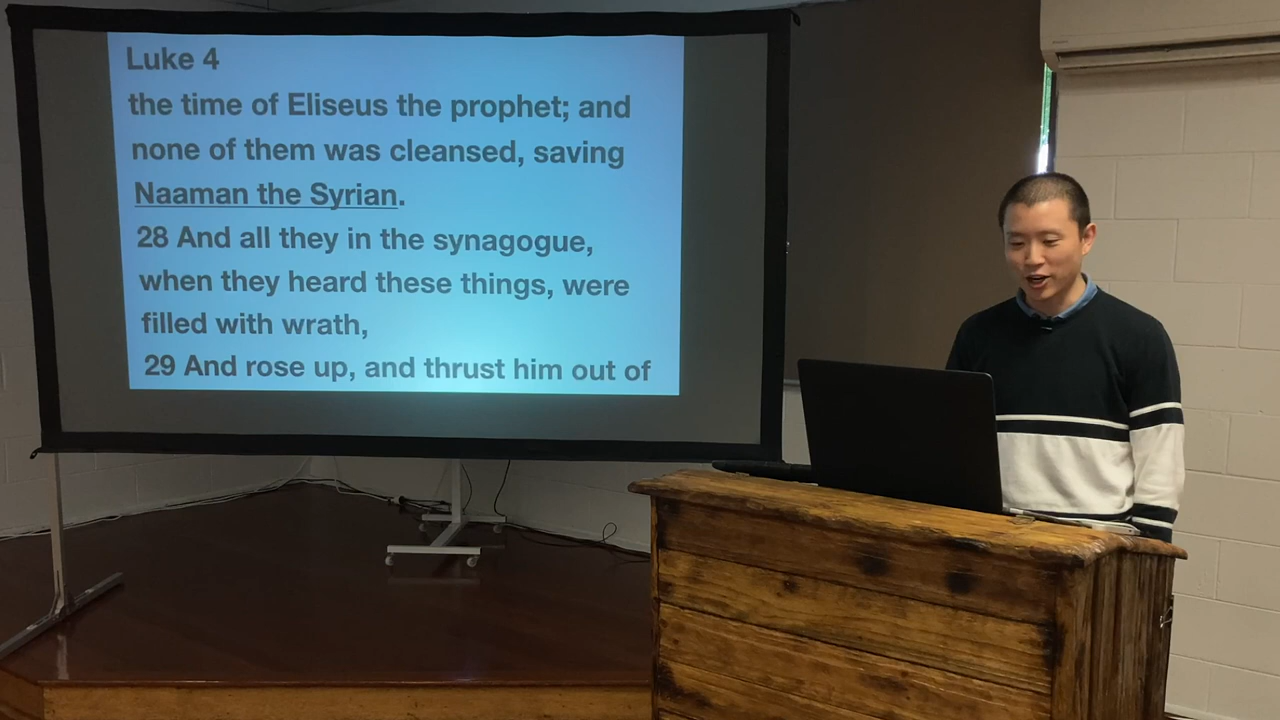 Luke 4
the time of Eliseus the prophet; and
none of them was cleansed, saving
Naaman the Syrian.
28 And all they in the synagogue,
when they heard these things, were
filled with wrath,
29 And rose up, and thrust him out of